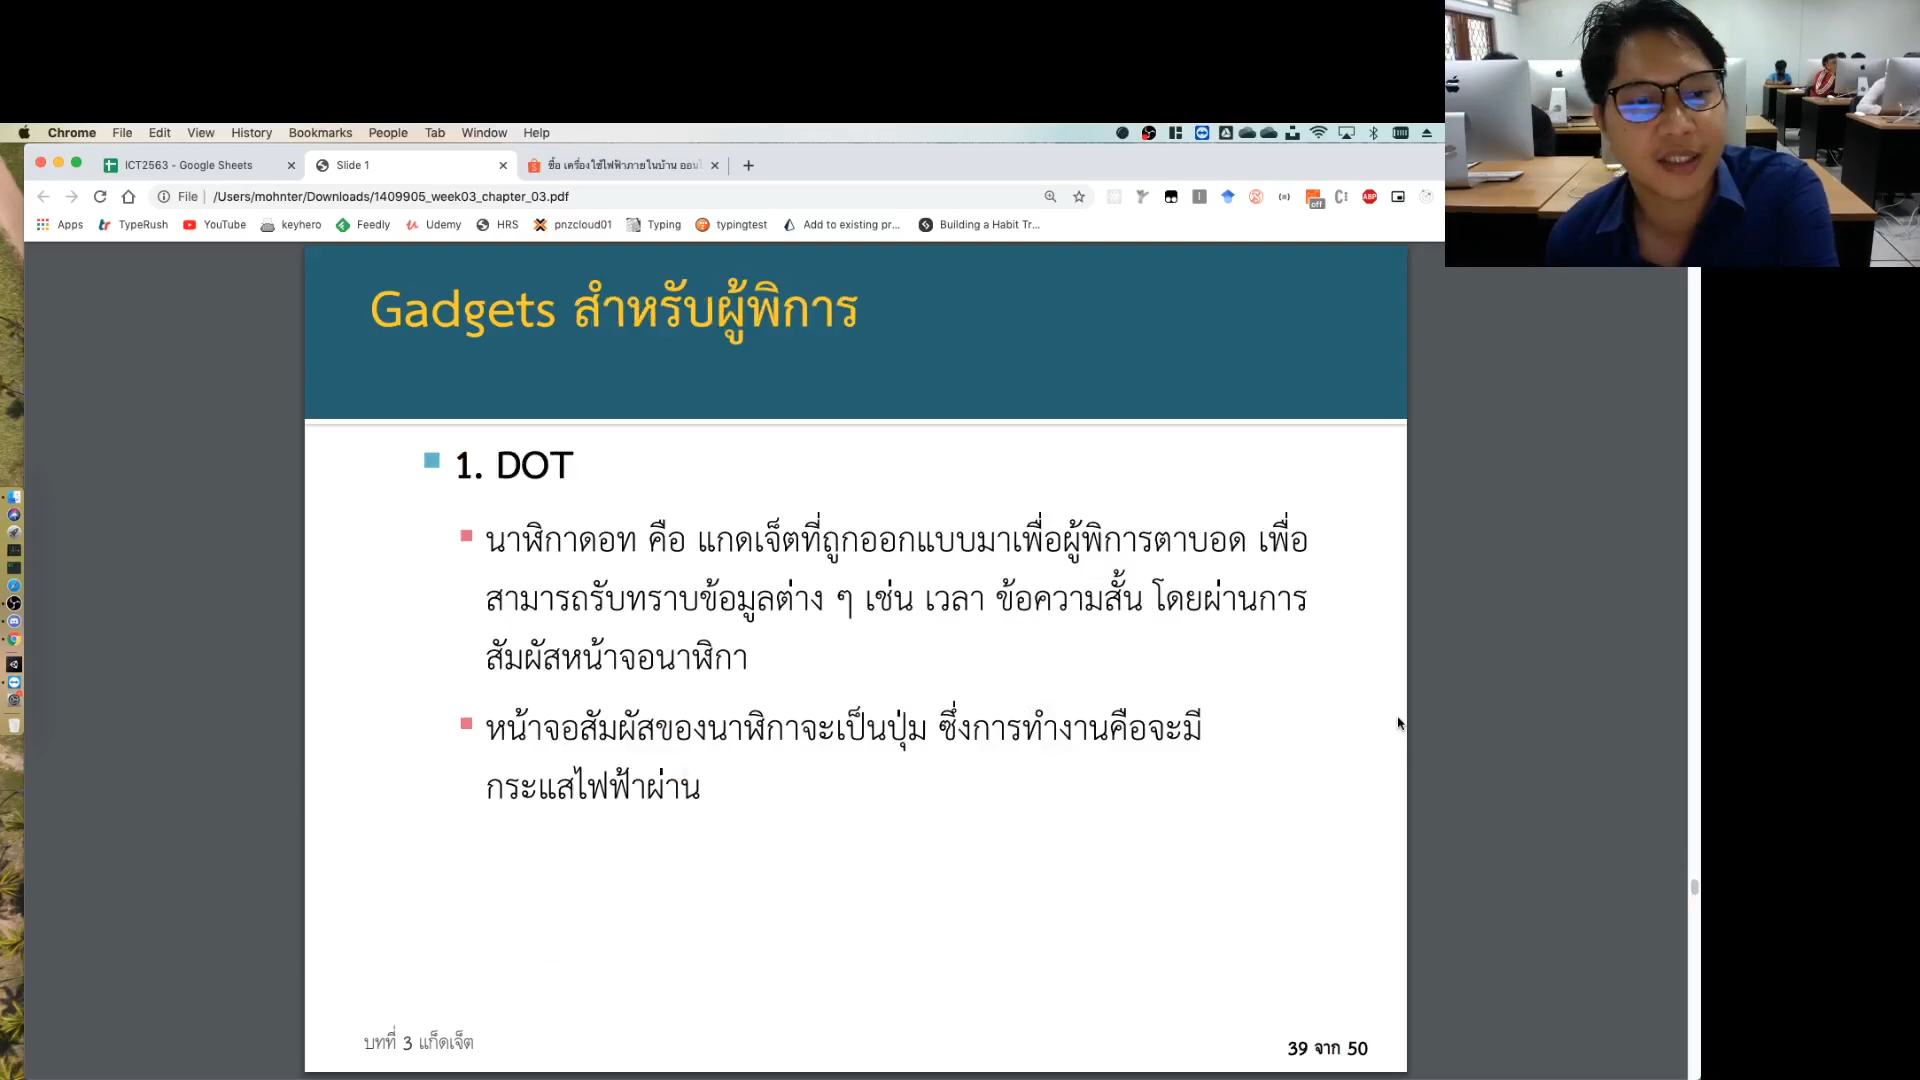 Chrome File Edit View History Bookmarks People Tab Window Help
ICT2563 - Google Sheets
Slide 1
ซื้อ เครื่องใช้ไฟฟ้าภายในบ้าน ออนไ
File /Users/mohnter/Downloads/1409905_week03_chapter_03.pdf
off
ABP
Apps TypeRush YouTube keyhero Feedly Udemy HRS pnzcloud01 Typing typingtest Add to existing pr... Building a Habit Tr...
Gadgets สำหรับผู้พิการ
1. DOT
นาฬิกาดอท คือ แกดเจ็ตที่ถูกออกแบบมาเพื่อผู้พิการตาบอด เพื่อ
สามารถรับทราบข้อมูลต่าง ๆ เช่น เวลา ข้อความสั้น โดยผ่านการ
สัมผัสหน้าจอนาฬิกา
หน้าจอสัมผัสของนาฬิกาจะเป็นปุ่ม ซึ่งการทำงานคือจะมี
กระแสไฟฟ้าผ่าน
บทที่ 3 แก็ดเจ็ต
39 จาก 50